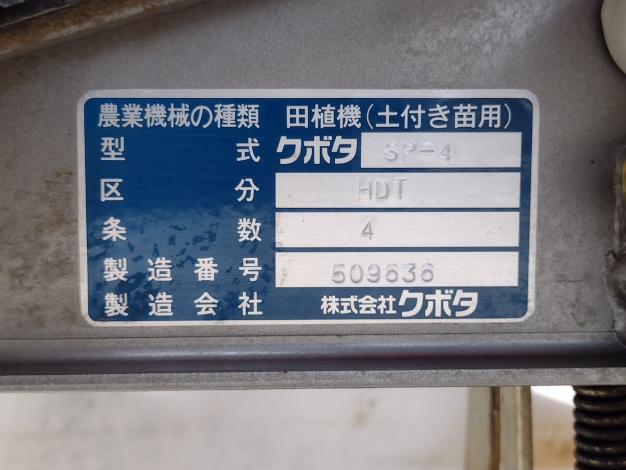 農業機械の種類 田植機(土付き苗用)
型式 クボタ SP-4
区分 HDT
条数 4
製造番号 509636
製造会社 株式会社クボタ